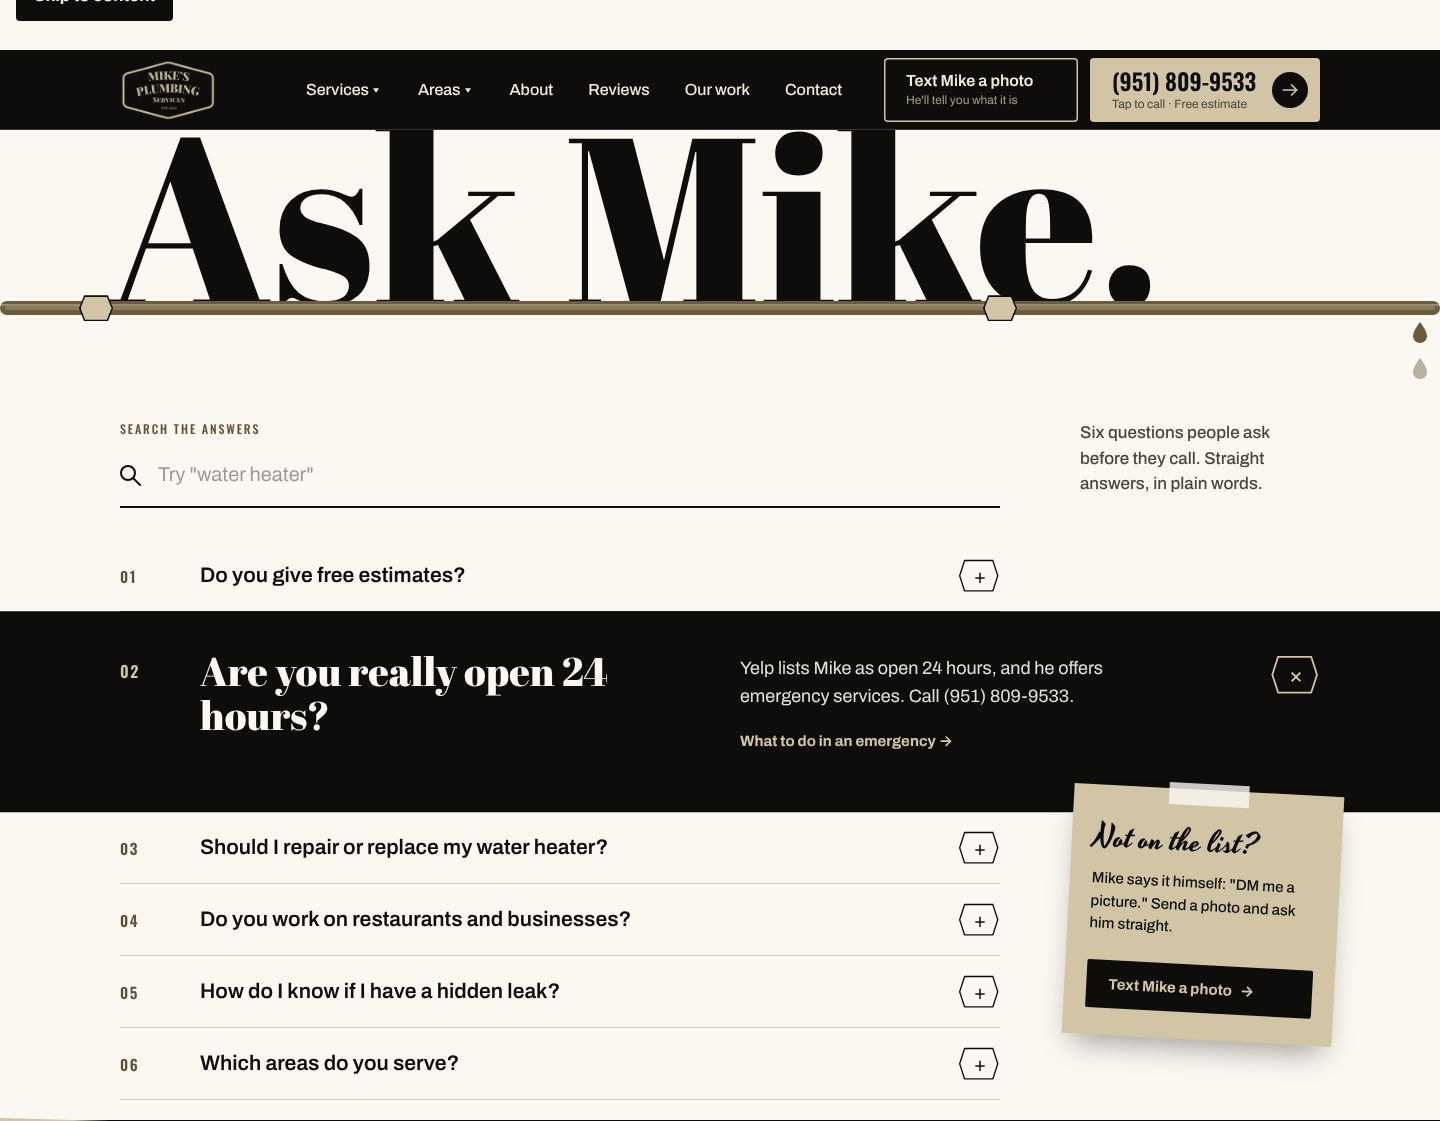 Skip to content
MIKE'S
PLUMBING
SERVICES
Services
Areas
About
Reviews
Our work
Contact
Text Mike a photo
He'll tell you what it is
(951) 809-9533
Tap to call · Free estimate
Ask Mike.
SEARCH THE ANSWERS
Try "water heater"
Six questions people ask
before they call. Straight
answers, in plain words.
01
Do you give free estimates?
02
Are you really open 24
hours?
Yelp lists Mike as open 24 hours, and he offers
emergency services. Call (951) 809-9533.
What to do in an emergency →
03
Should I repair or replace my water heater?
04
Do you work on restaurants and businesses?
05
How do I know if I have a hidden leak?
06
Which areas do you serve?
Not on the list?
Mike says it himself: "DM me a
picture." Send a photo and ask
him straight.
Text Mike a photo →